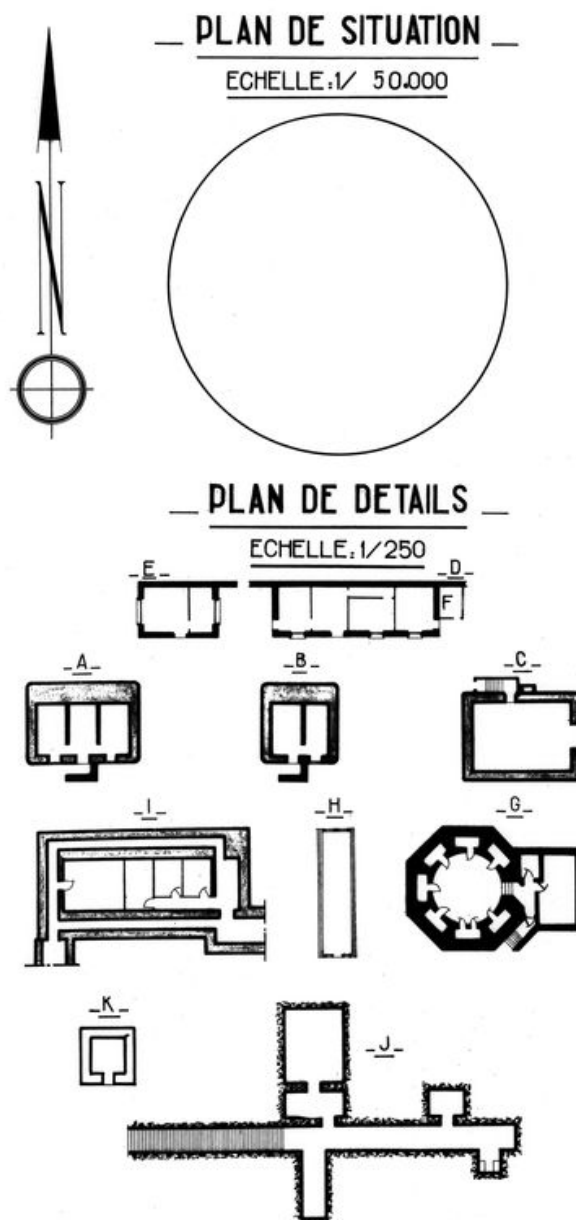 PLAN DE SITUATION
ECHELLE:1/ 50.000
N
PLAN DE DETAILS
ECHELLE:1/250
E
D
F
A
B
C
I
H
G
K
J